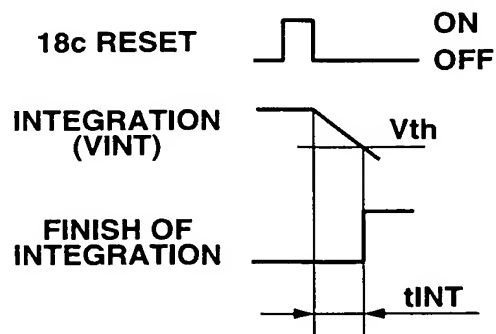 18c RESET
ON
OFF
INTEGRATION
(VINT)
Vth
FINISH OF
INTEGRATION
tINT